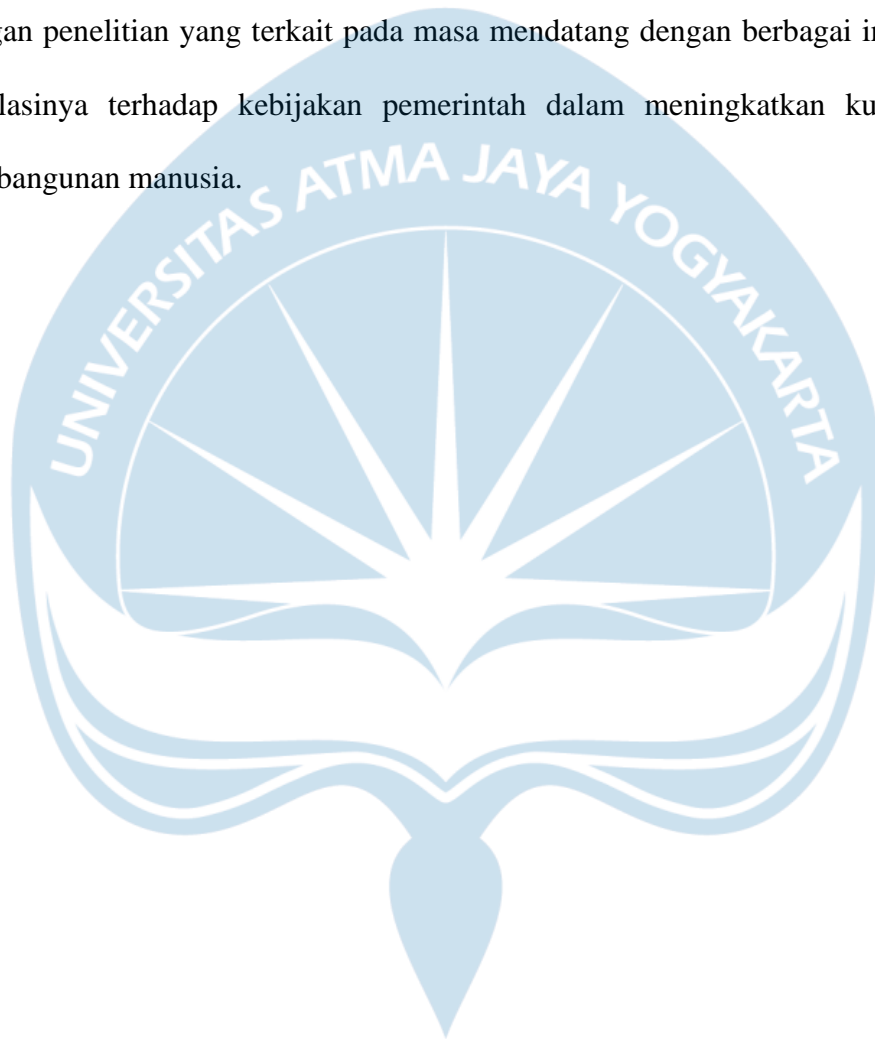 gan penelitian yang terkait pada masa mendatang dengan berbagai in
lasinya terhadap kebijakan pemerintah dalam meningkatkan ku
bangunan manusia.
UNIVERSITAS ATMA JAYA YOGYAKARTA